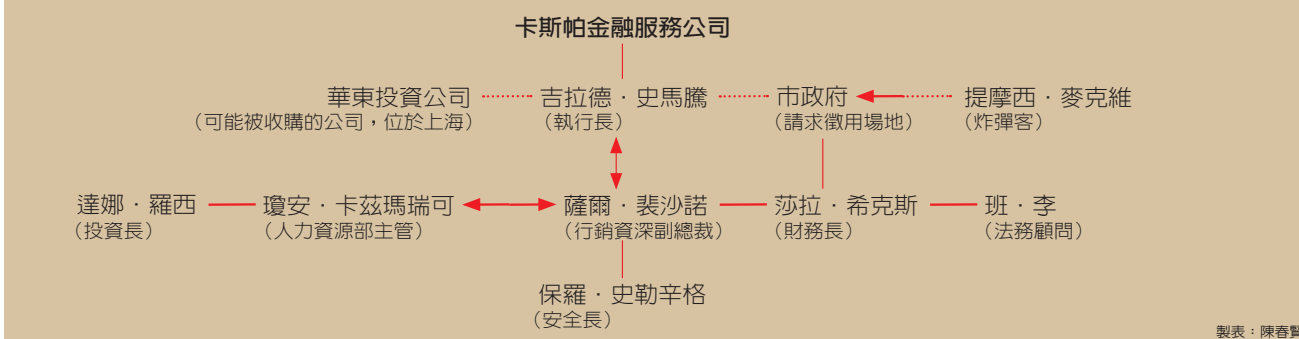 卡斯帕金融服務公司
華東投資公司 吉拉德‧史馬騰 市政府 提摩西‧麥克維
（可能被收購的公司，位於上海） （執行長） （請求徵用場地） （炸彈客）
達娜‧羅西 瓊安‧卡茲瑪瑞可 薩爾‧裴沙諾 莎拉‧希克斯 班‧李
（投資長） （人力資源部主管） （行銷資深副總裁） （財務長） （法務顧問）
保羅‧史勒辛格
（安全長）
製表：陳春賢